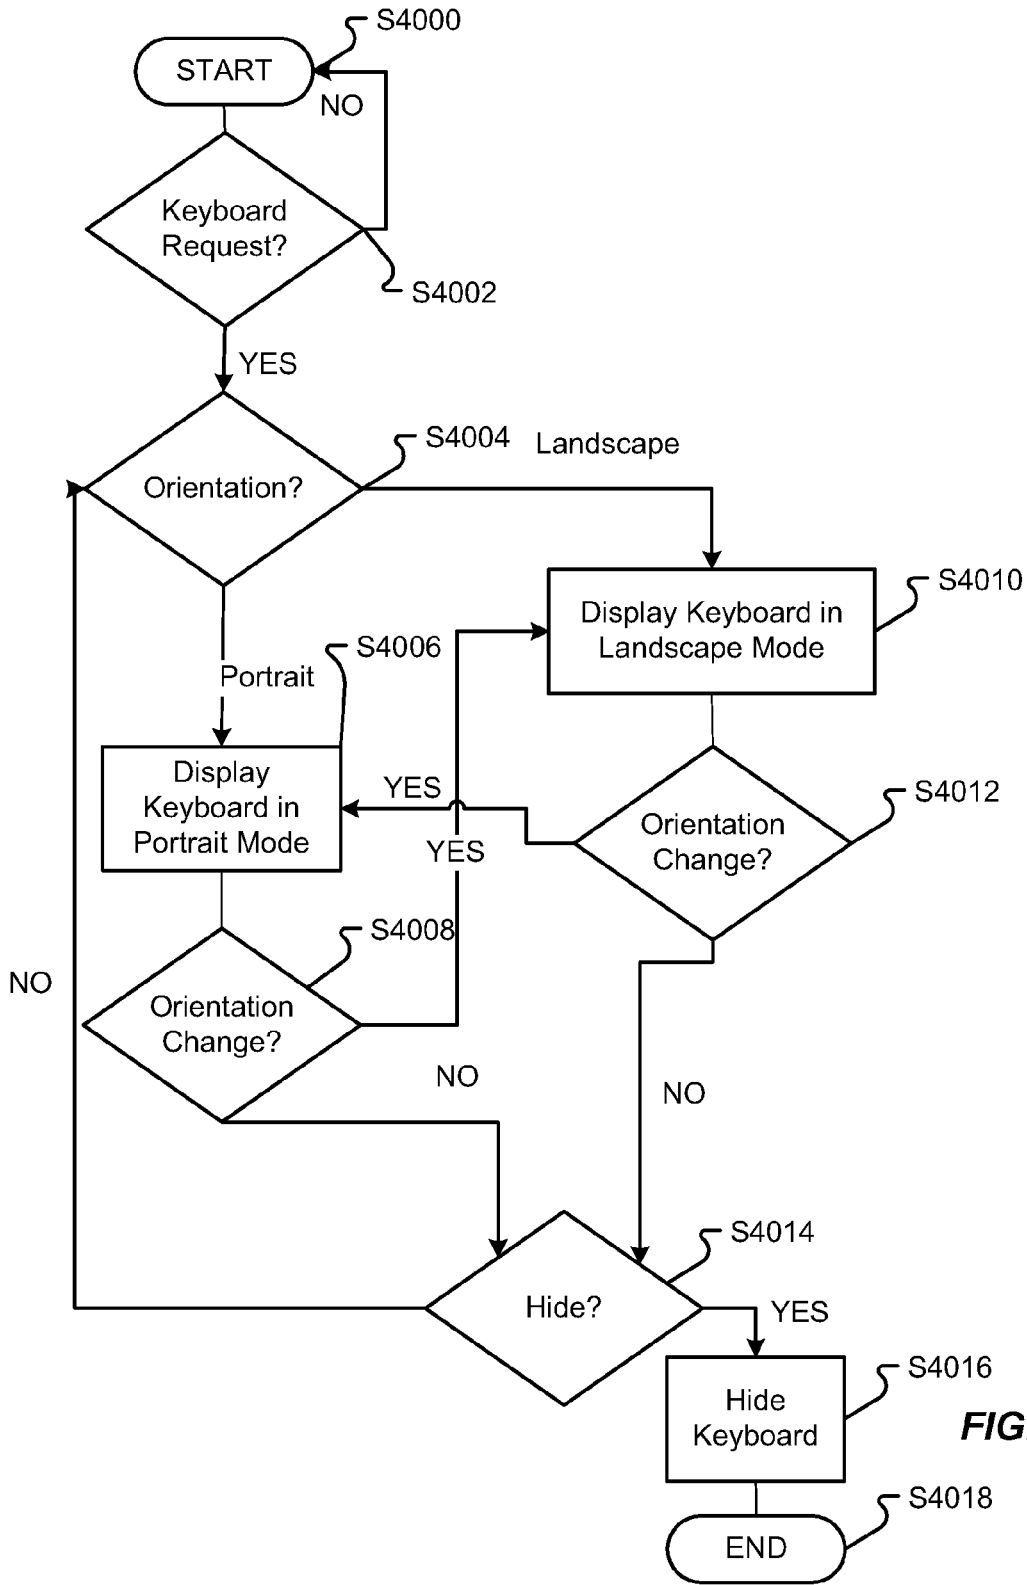 S4000
START
NO
Keyboard
Request?
S4002
YES
S4004
Landscape
Orientation?
S4010
Display Keyboard in
Landscape Mode
S4006
Portrait
Display
Keyboard in
Portrait Mode
YES
S4012
Orientation
Change?
YES
S4008
NO
Orientation
Change?
NO
NO
S4014
Hide?
YES
S4016
Hide
Keyboard
FIG.
S4018
END